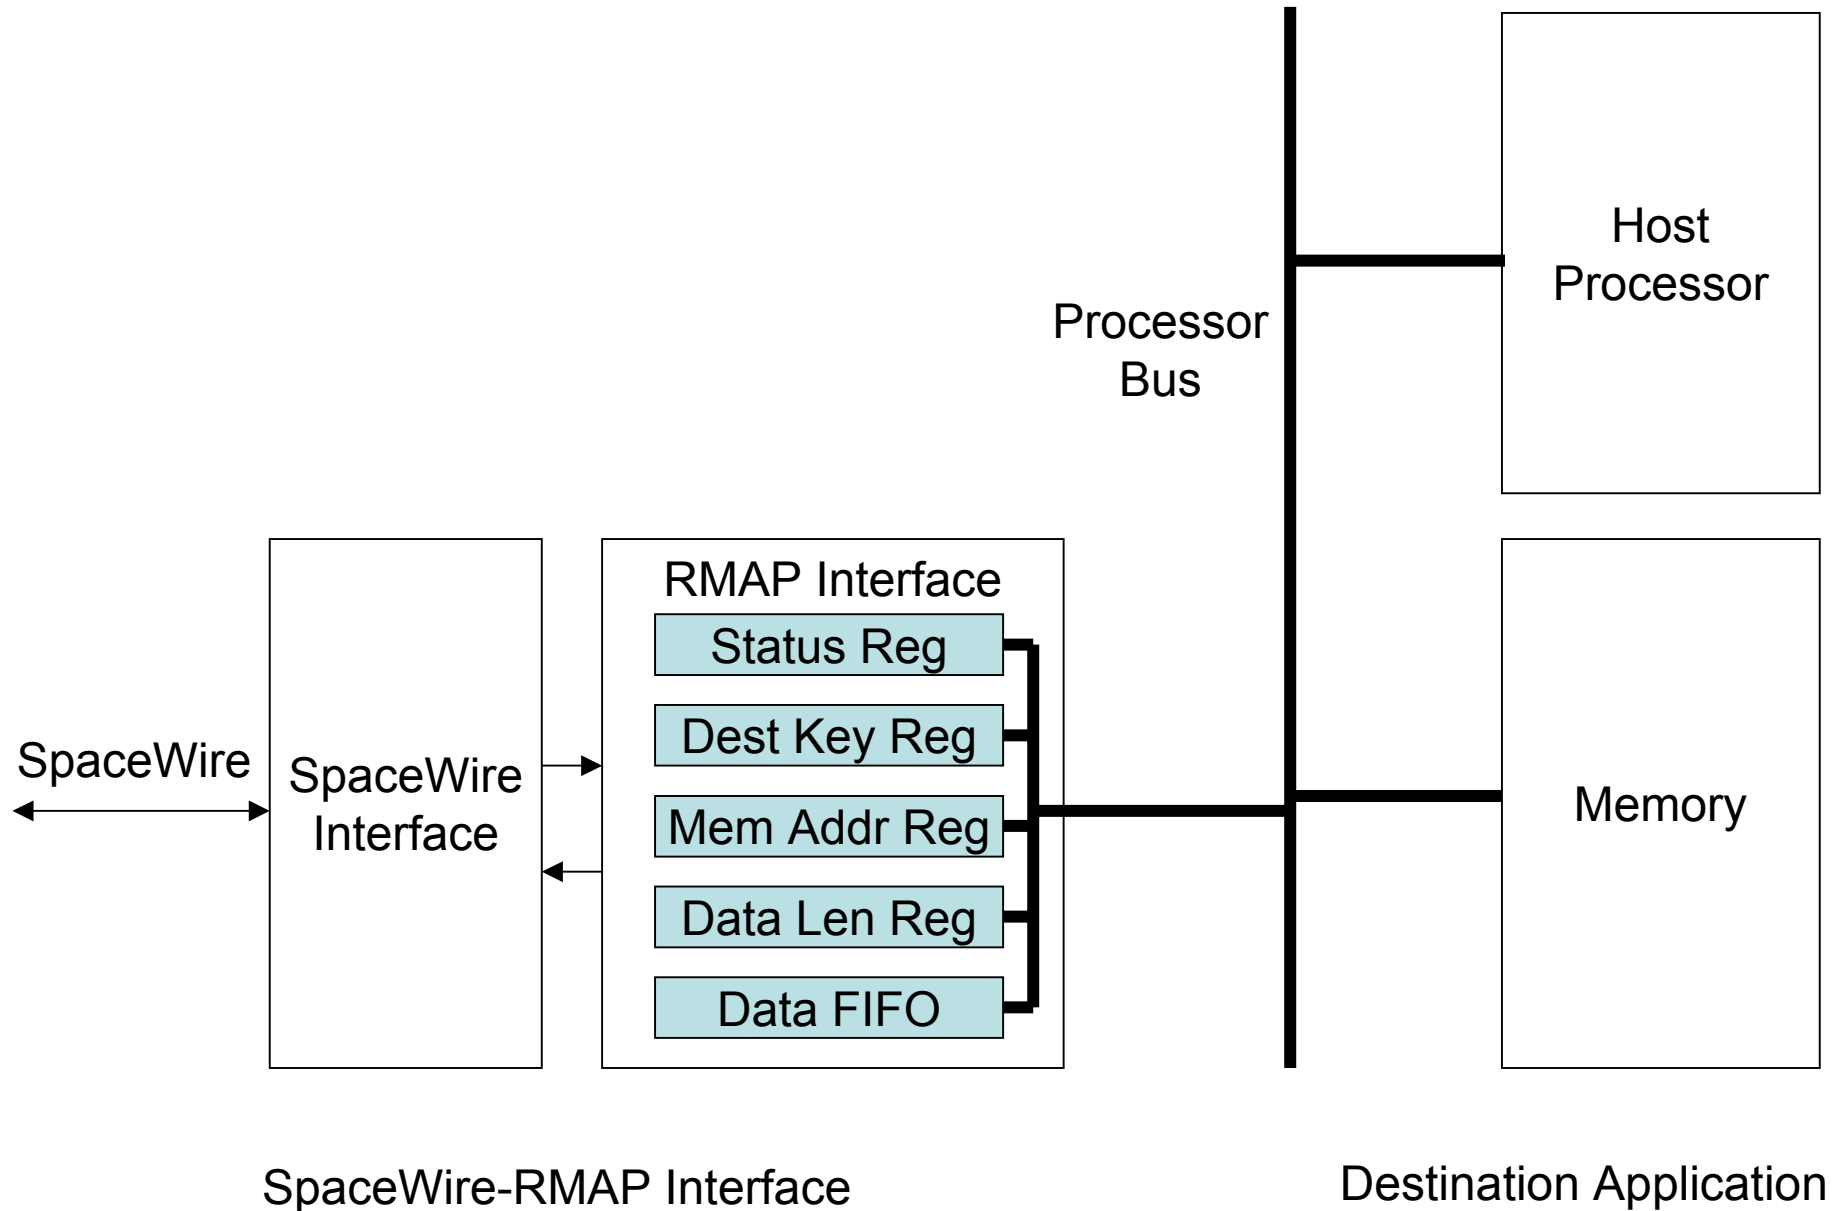 Host
Processor
Processor
Bus
RMAP Interface
Status Reg
Dest Key Reg
SpaceWire
SpaceWire
Interface
Mem Addr Reg
Memory
Data Len Reg
Data FIFO
SpaceWire-RMAP Interface
Destination Application